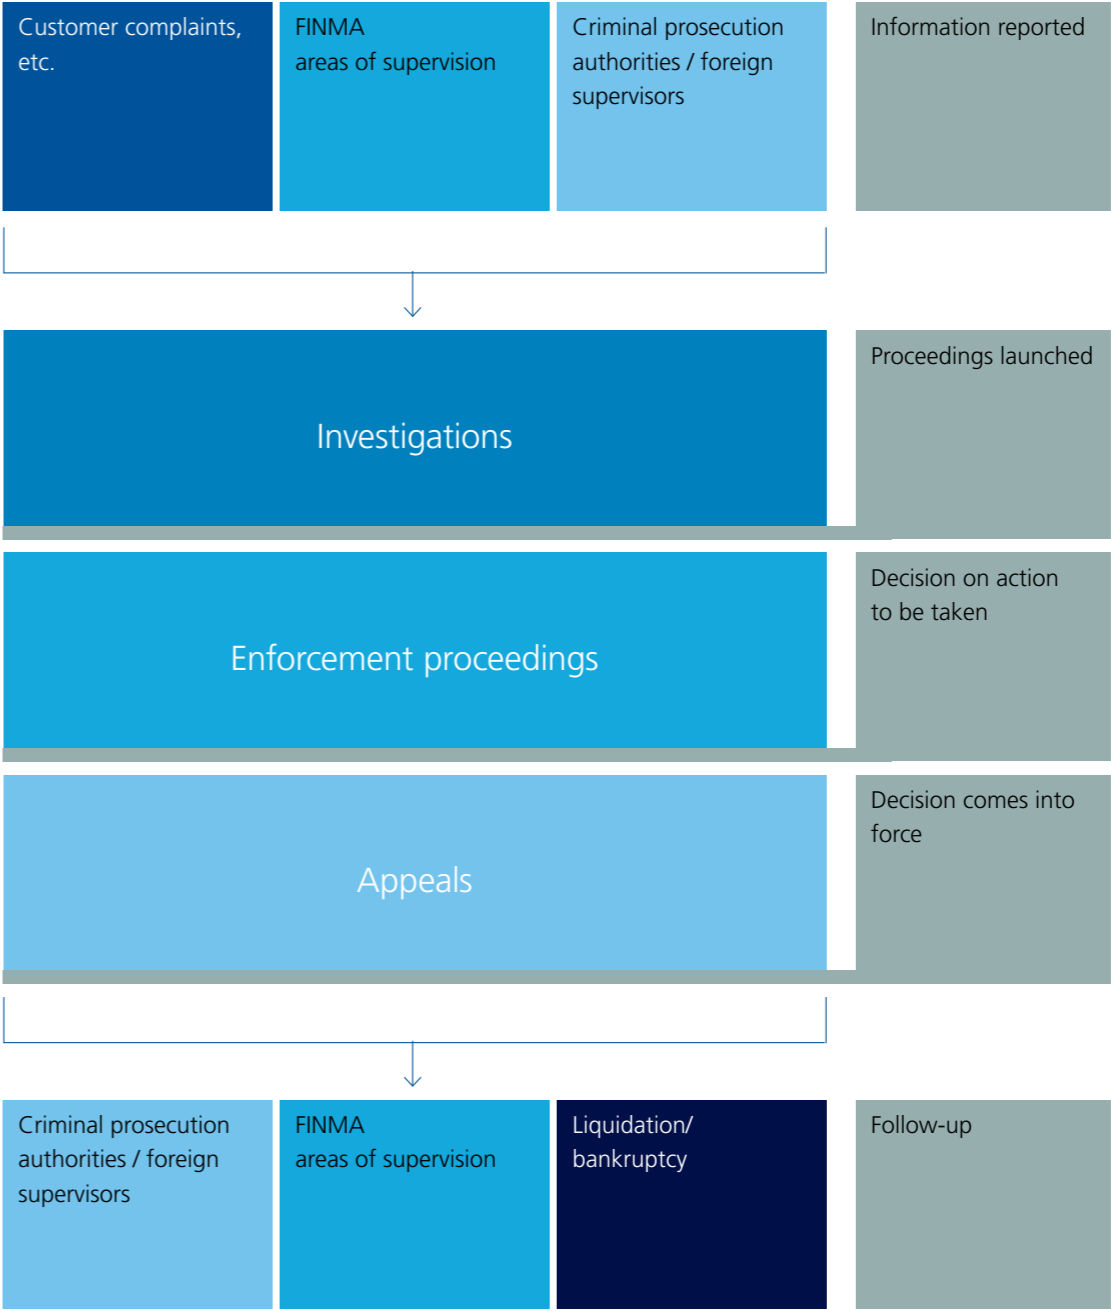 Customer complaints,
etc.
FINMA
areas of supervision
Criminal prosecution
authorities / foreign
supervisors
Information reported
Investigations
Proceedings launched
Enforcement proceedings
Decision on action
to be taken
Appeals
Decision comes into
force
Criminal prosecution
authorities / foreign
supervisors
FINMA
areas of supervision
Liquidation/
bankruptcy
Follow-up